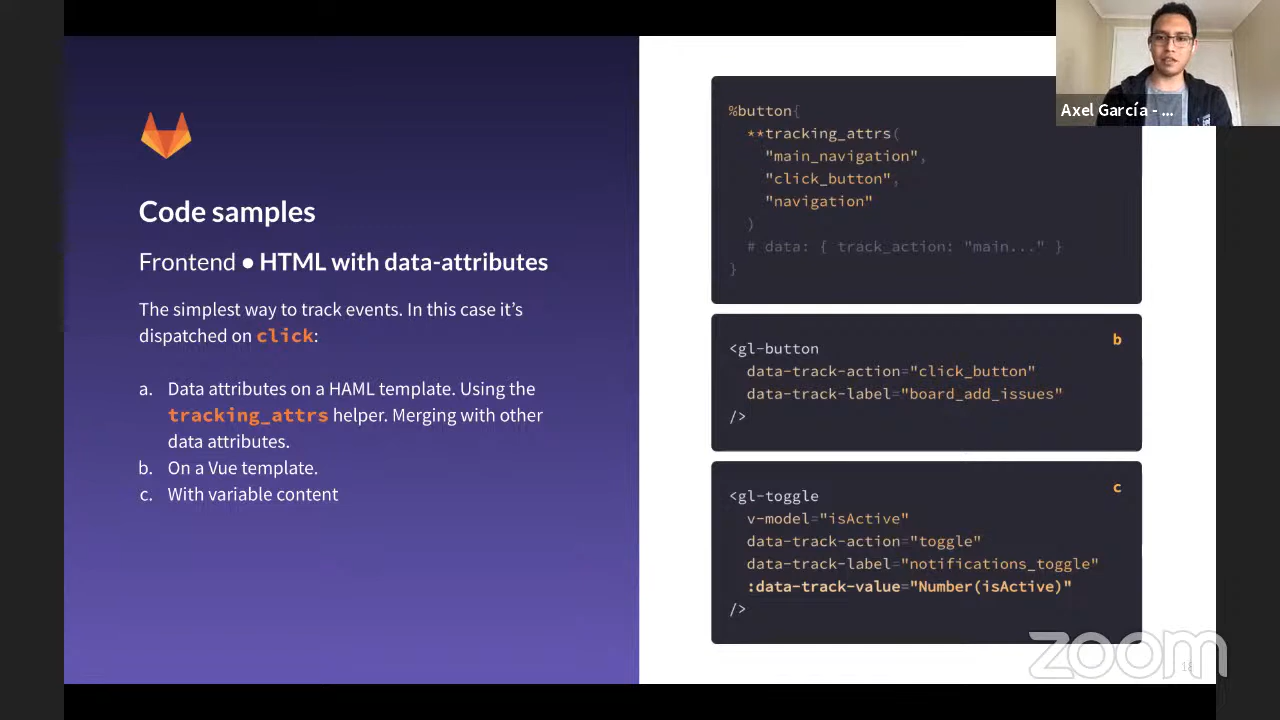 Code samples
Frontend ● HTML with data-attributes
The simplest way to track events. In this case it’s
dispatched on click:
a. Data attributes on a HAML template. Using the
tracking_attrs helper. Merging with other
data attributes.
b. On a Vue template.
c. With variable content
%button{
**tracking_attrs(
"main_navigation",
"click_button",
"navigation"
)
# data: { track_action: "main..." }
}
b
<gl-button
data-track-action="click_button"
data-track-label="board_add_issues"
/>
c
<gl-toggle
v-model="isActive"
data-track-action="toggle"
data-track-label="notifications_toggle"
:data-track-value="Number(isActive)"
/>
Axel García - ...
zoom
18